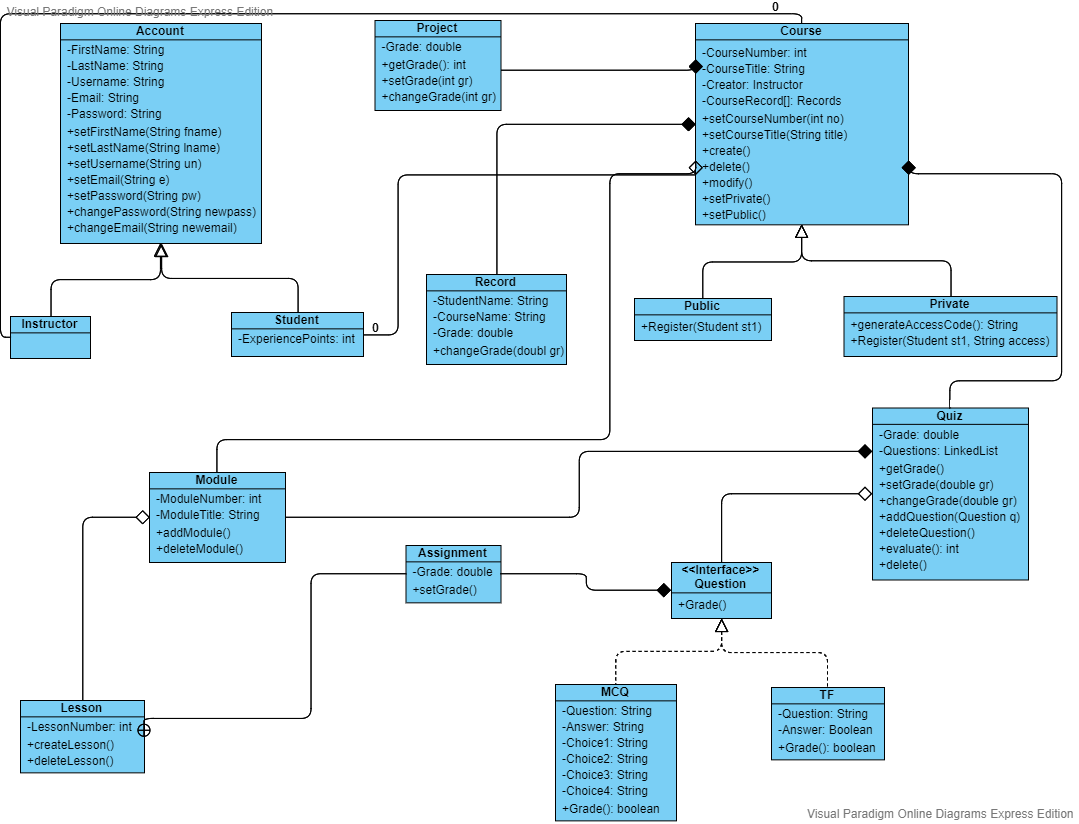 Visual Paradigm Online Diagrams Express Edition
0
Account
-FirstName: String
-LastName: String
-Username: String
-Email: String
-Password: String
+setFirstName(String fname)
+setLastName(String lname)
+setUsername(String un)
+setEmail(String e)
+setPassword(String pw)
+changePassword(String newpass)
+changeEmail(String newemail)
Project
-Grade: double
+getGrade(): int
+setGrade(int gr)
+changeGrade(int gr)
Course
-CourseNumber: int
-CourseTitle: String
-Creator: Instructor
-CourseRecord[]: Records
+setCourseNumber(int no)
+setCourseTitle(String title)
+create()
+delete()
+modify()
+setPrivate()
+setPublic()
Instructor
Student
-ExperiencePoints: int
0
Record
-StudentName: String
-CourseName: String
-Grade: double
+changeGrade(doubl gr)
Public
+Register(Student st1)
Private
+generateAccessCode(): String
+Register(Student st1, String access)
Quiz
-Grade: double
-Questions: LinkedList
+getGrade()
+setGrade(double gr)
+changeGrade(double gr)
+addQuestion(Question q)
+deleteQuestion()
+evaluate(): int
+delete()
Module
-ModuleNumber: int
-ModuleTitle: String
+addModule()
+deleteModule()
Assignment
-Grade: double
+setGrade()
<<Interface>>
Question
+Grade()
Lesson
-LessonNumber: int
+createLesson()
+deleteLesson()
MCQ
-Question: String
-Answer: String
-Choice1: String
-Choice2: String
-Choice3: String
-Choice4: String
+Grade(): boolean
TF
-Question: String
-Answer: Boolean
+Grade(): boolean
Visual Paradigm Online Diagrams Express Edition